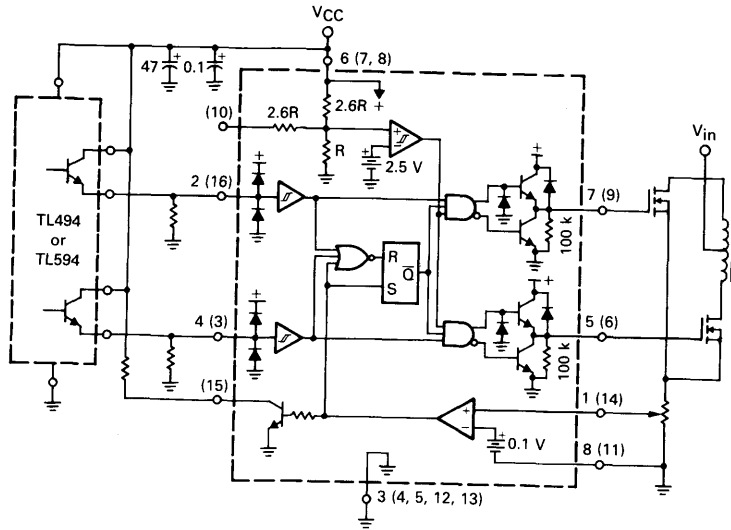 VCC
47
+
0.1
+
6 (7, 8)
+
(10)
2.6R
2.6R
R
+
−
+
2.5 V
Vin
2 (16)
+
+
7 (9)
100 k
TL494
or
TL594
R
Q
S
4 (3)
+
+
5 (6)
100 k
(15)
+
−
1 (14)
+
0.1 V
8 (11)
3 (4, 5, 12, 13)